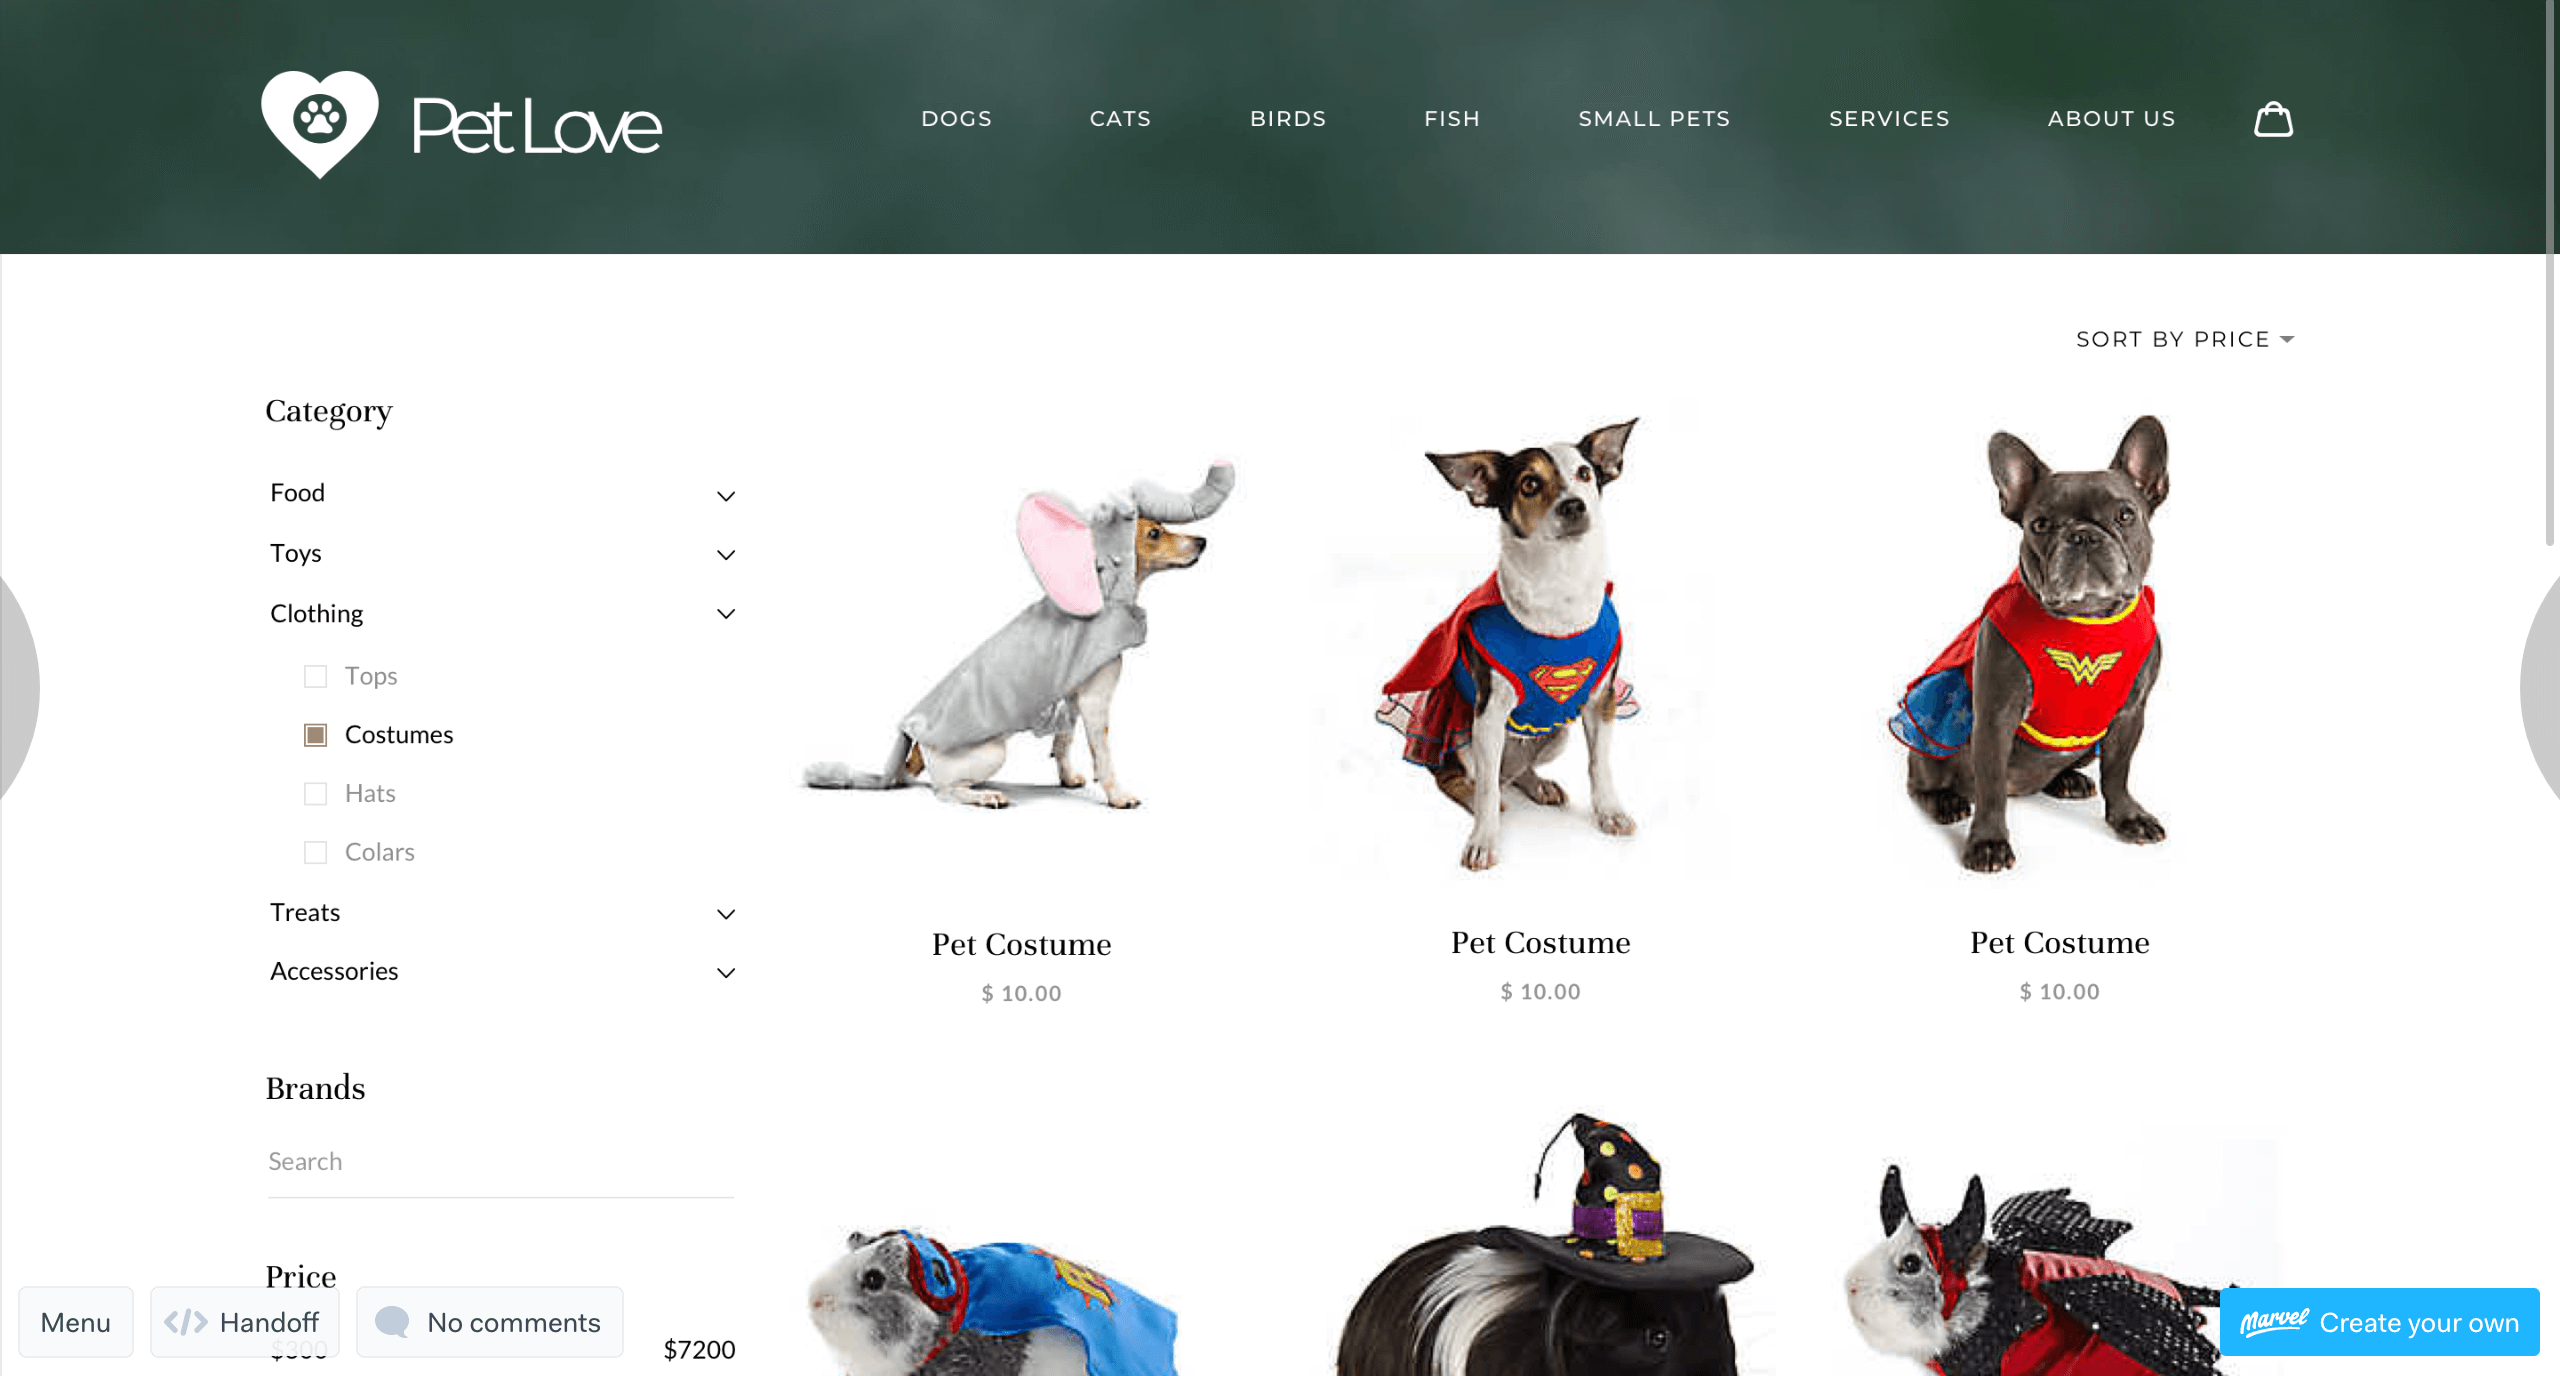 Pet Love
DOGS CATS BIRDS FISH SMALL PETS SERVICES ABOUT US
SORT BY PRICE
Category
Food
Toys
Clothing
Tops
Costumes
Hats
Colars
Treats
Accessories
Pet Costume
$ 10.00
Pet Costume
$ 10.00
Pet Costume
$ 10.00
Brands
Search
Price
$300
$7200
Menu
</> Handoff
No comments
Marvel Create your own